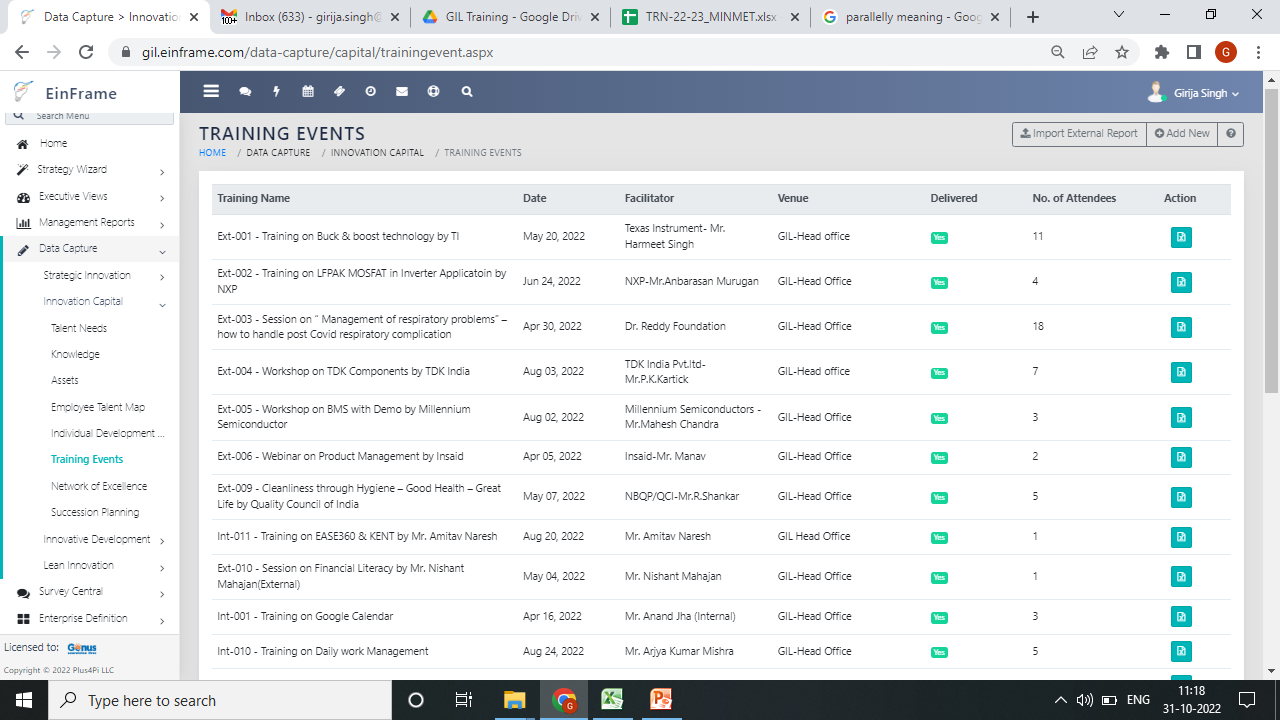 Data Capture > Innovation
Inbox (633) - girija.singh@
GIL Training - Google Driv
TRN-22-23_MINMET.xlsx
parallelly meaning - Goog
gil.einframe.com/data-capture/capital/trainingevent.aspx
G
EinFrame
Girija Singh
Search Menu
Home
Strategy Wizard
Executive Views
Management Reports
Data Capture
Strategic Innovation
Innovation Capital
Talent Needs
Knowledge
Assets
Employee Talent Map
Individual Development ...
Training Events
Network of Excellence
Succession Planning
Innovative Development
Lean Innovation
Survey Central
Enterprise Definition
Licensed to: Genus
Copyright © 2022 Plus4Pi LLC
TRAINING EVENTS
Import External Report Add New
HOME / DATA CAPTURE / INNOVATION CAPITAL / TRAINING EVENTS
Training Name Date Facilitator Venue Delivered No. of Attendees Action
Ext-001 - Training on Buck & boost technology by TI May 20, 2022 Texas Instrument- Mr. Harmeet Singh GIL-Head office Yes 11
Ext-002 - Training on LFPAK MOSFAT in Inverter Applicatoin by NXP Jun 24, 2022 NXP-Mr.Anbarasan Murugan GIL-Head Office Yes 4
Ext-003 - Session on “ Management of respiratory problems” – how to handle post Covid respiratory complication Apr 30, 2022 Dr. Reddy Foundation GIL-Head Office Yes 18
Ext-004 - Workshop on TDK Components by TDK India Aug 03, 2022 TDK India Pvt.ltd- Mr.P.K.Kartick GIL-Head office Yes 7
Ext-005 - Workshop on BMS with Demo by Millennium Semiconductor Aug 02, 2022 Millennium Semiconductors - Mr.Mahesh Chandra GIL-Head Office Yes 3
Ext-006 - Webinar on Product Management by Insaid Apr 05, 2022 Insaid-Mr. Manav GIL-Head Office Yes 2
Ext-009 - Cleanliness through Hygiene – Good Health – Great Life by Quality Council of India May 07, 2022 NBQP/QCI-Mr.R.Shankar GIL-Head Office Yes 5
Int-011 - Training on EASE360 & KENT by Mr. Amitav Naresh Aug 20, 2022 Mr. Amitav Naresh GIL Head Office Yes 1
Ext-010 - Session on Financial Literacy by Mr. Nishant Mahajan(External) May 04, 2022 Mr. Nishant Mahajan GIL-Head Office Yes 1
Int-001 - Training on Google Calendar Apr 16, 2022 Mr. Anand Jha (Internal) GIL-Head Office Yes 3
Int-010 - Training on Daily work Management Aug 24, 2022 Mr. Arjya Kumar Mishra GIL-Head Office Yes 5
Type here to search
ENG
11:18
31-10-2022